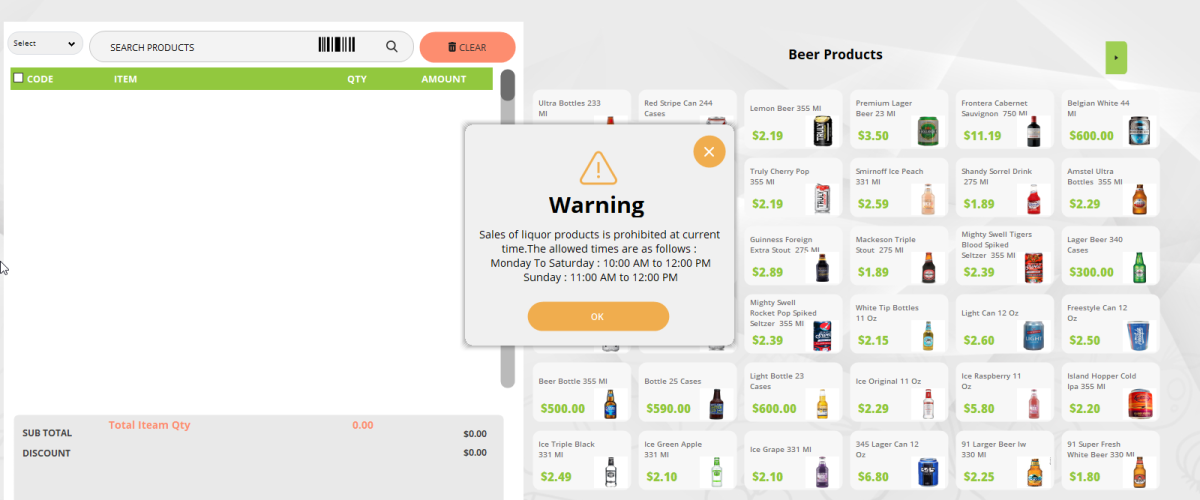 Select
SEARCH PRODUCTS
CLEAR
CODE ITEM QTY AMOUNT
Total Iteam Qty 0.00
SUB TOTAL $0.00
DISCOUNT $0.00
Beer Products
Ultra Bottles 233
Ml
Red Stripe Can 244
Cases
Lemon Beer 355 Ml
$2.19
Premium Lager
Beer 23 Ml
$3.50
Frontera Cabernet
Sauvignon 750 Ml
$11.19
Belgian White 44
Ml
$600.00
Truly Cherry Pop
355 Ml
$2.19
Smirnoff Ice Peach
331 Ml
$2.59
Shandy Sorrel Drink
275 Ml
$1.89
Amstel Ultra
Bottles 355 Ml
$2.29
Guinness Foreign
Extra Stout 275 Ml
$2.89
Mackeson Triple
Stout 275 Ml
$1.89
Mighty Swell Tigers
Blood Spiked
Seltzer 355 Ml
$2.39
Lager Beer 340
Cases
$300.00
Mighty Swell
Rocket Pop Spiked
Seltzer 355 Ml
$2.39
White Tip Bottles
11 Oz
$2.15
Light Can 12 Oz
$2.60
Freestyle Can 12
Oz
$2.50
Beer Bottle 355 Ml
$500.00
Bottle 25 Cases
$590.00
Light Bottle 23
Cases
$600.00
Ice Original 11 Oz
$2.29
Ice Raspberry 11
Oz
$5.80
Island Hopper Cold
Ipa 355 Ml
$2.20
Ice Triple Black
331 Ml
$2.49
Ice Green Apple
331 Ml
$2.10
Ice Grape 331 Ml
$2.10
345 Lager Can 12
Oz
$6.80
91 Larger Beer Iw
330 Ml
$2.25
91 Super Fresh
White Beer 330 Ml
$1.80
Warning
Sales of liquor products is prohibited at current
time.The allowed times are as follows :
Monday To Saturday : 10:00 AM to 12:00 PM
Sunday : 11:00 AM to 12:00 PM
OK
TRULY
TRULY